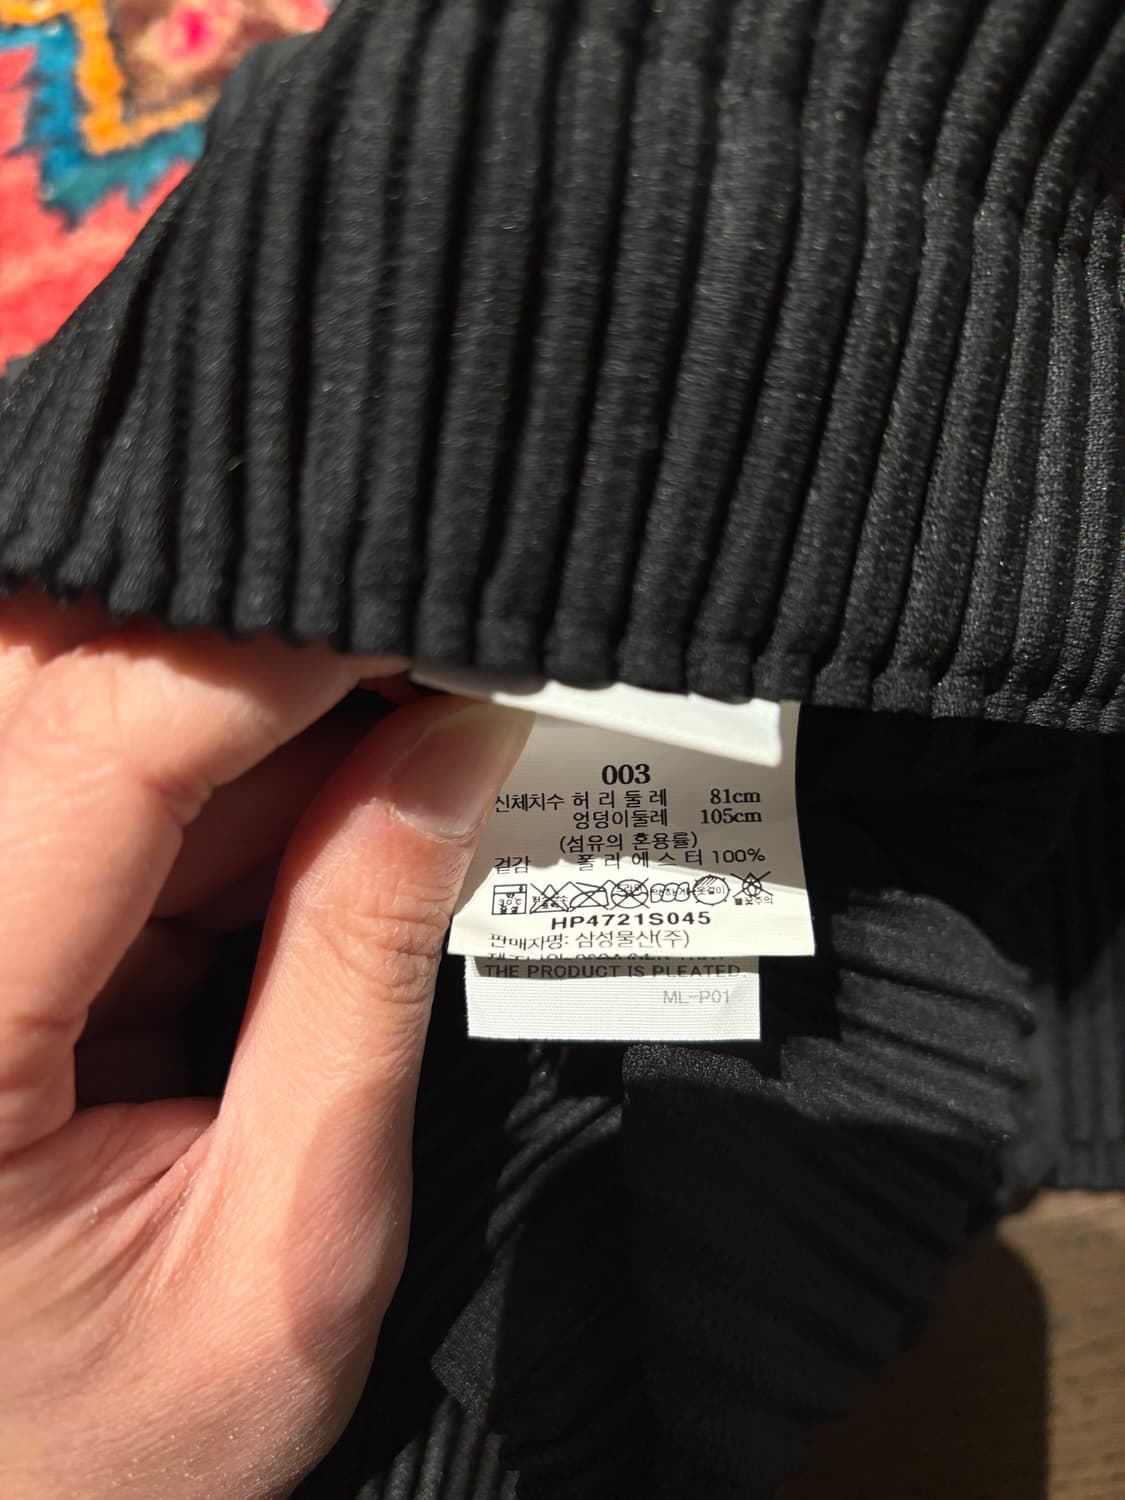 003
신체치수 허 리 둘 레 81cm
엉덩이둘레 105cm
(섬유의 혼용률)
겉감 폴 리 에 스 터 100%
30℃
HP4721S045
판매자명: 삼성물산(주)
THE PRODUCT IS PLEATED.
ML-P01